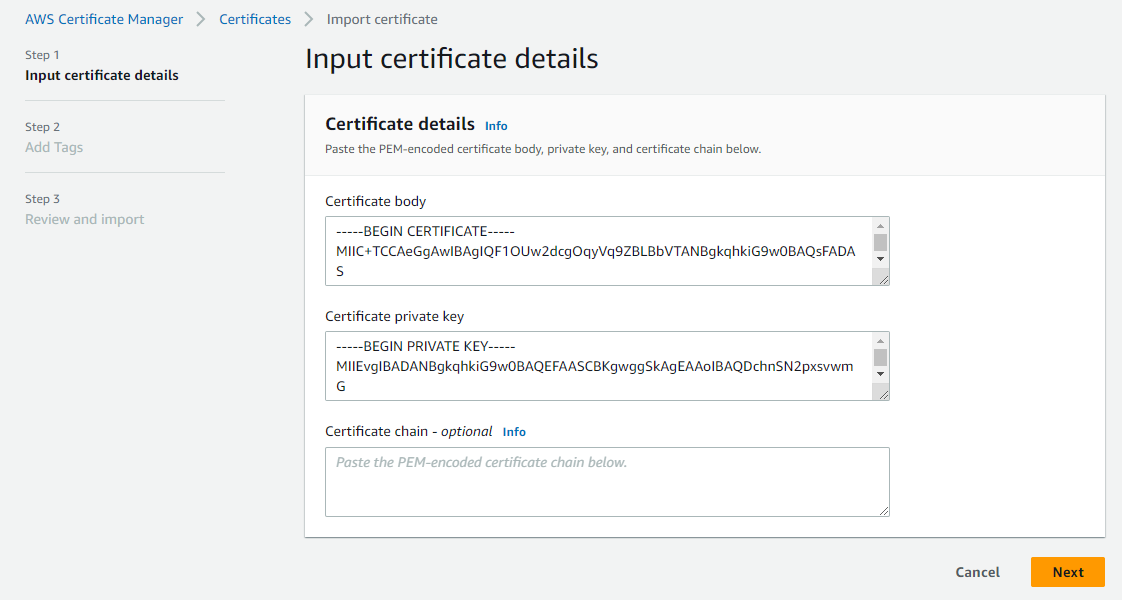 AWS Certificate Manager > Certificates > Import certificate
Step 1
Input certificate details
Step 2
Add Tags
Step 3
Review and import
Input certificate details
Certificate details Info
Paste the PEM-encoded certificate body, private key, and certificate chain below.
Certificate body
-----BEGIN CERTIFICATE-----
MIIC+TCCAeGgAwIBAgIQF1OUw2dcgOqyVq9ZBLBbVTANBgkqhkiG9w0BAQsFADA
S
Certificate private key
-----BEGIN PRIVATE KEY-----
MIIEvgIBADANBgkqhkiG9w0BAQEFAASCBKgwggSkAgEAAoIBAQDchnSN2pxsvwm
G
Certificate chain - optional Info
Paste the PEM-encoded certificate chain below.
Cancel
Next